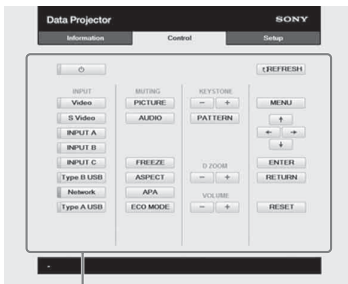 Data Projector SONY
Information Control Setup
REFRESH
INPUT MUTING KEYSTONE
Video PICTURE - + MENU
S Video AUDIO PATTERN
INPUT A
INPUT B
INPUT C FREEZE D ZOOM ENTER
Type B USB ASPECT - + RETURN
Network APA VOLUME
Type A USB ECO MODE - + RESET